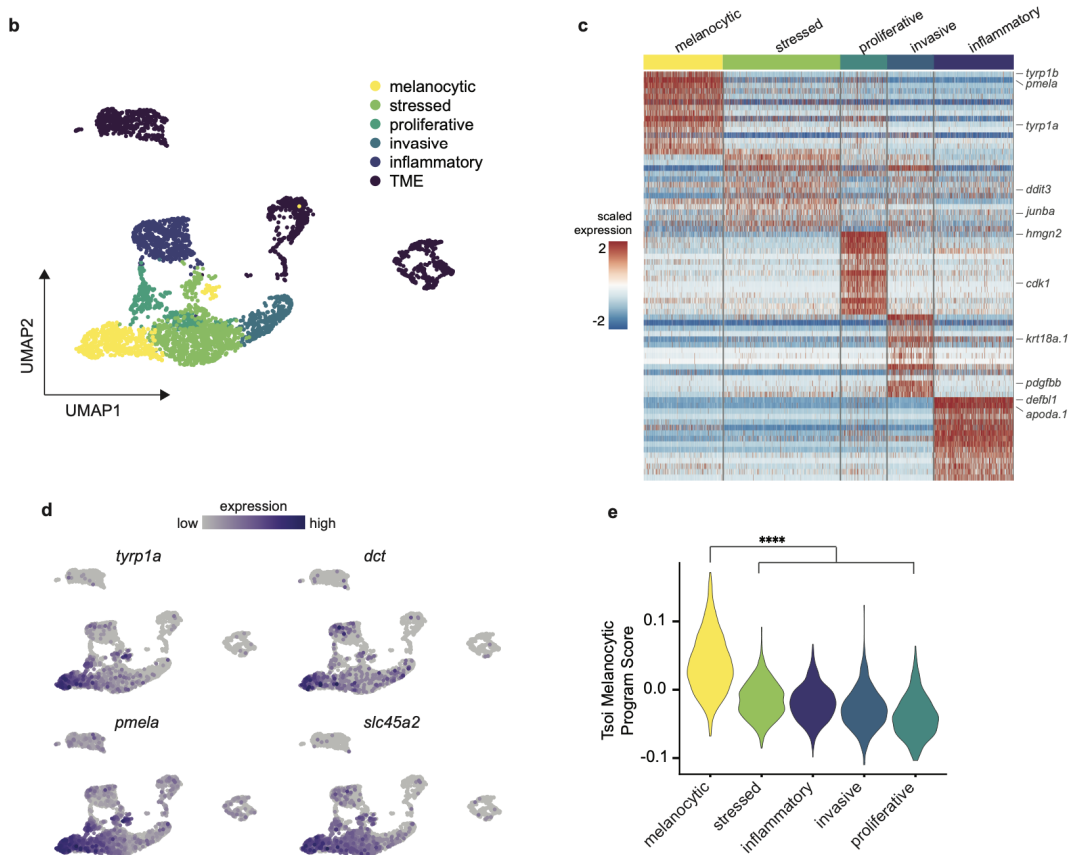 b
melanocytic
stressed
proliferative
invasive
inflammatory
TME
UMAP2
UMAP1
c
melanocytic
stressed
proliferative
invasive
inflammatory
scaled
expression
2
-2
tyrp1b
pmela
tyrp1a
ddit3
junba
hmgn2
cdk1
krt18a.1
pdgfbb
defbl1
apoda.1
d
expression
low
high
tyrp1a
dct
pmela
slc45a2
e
****
Tsoi Melanocytic
Program Score
0.1
0.0
-0.1
melanocytic
stressed
inflammatory
invasive
proliferative